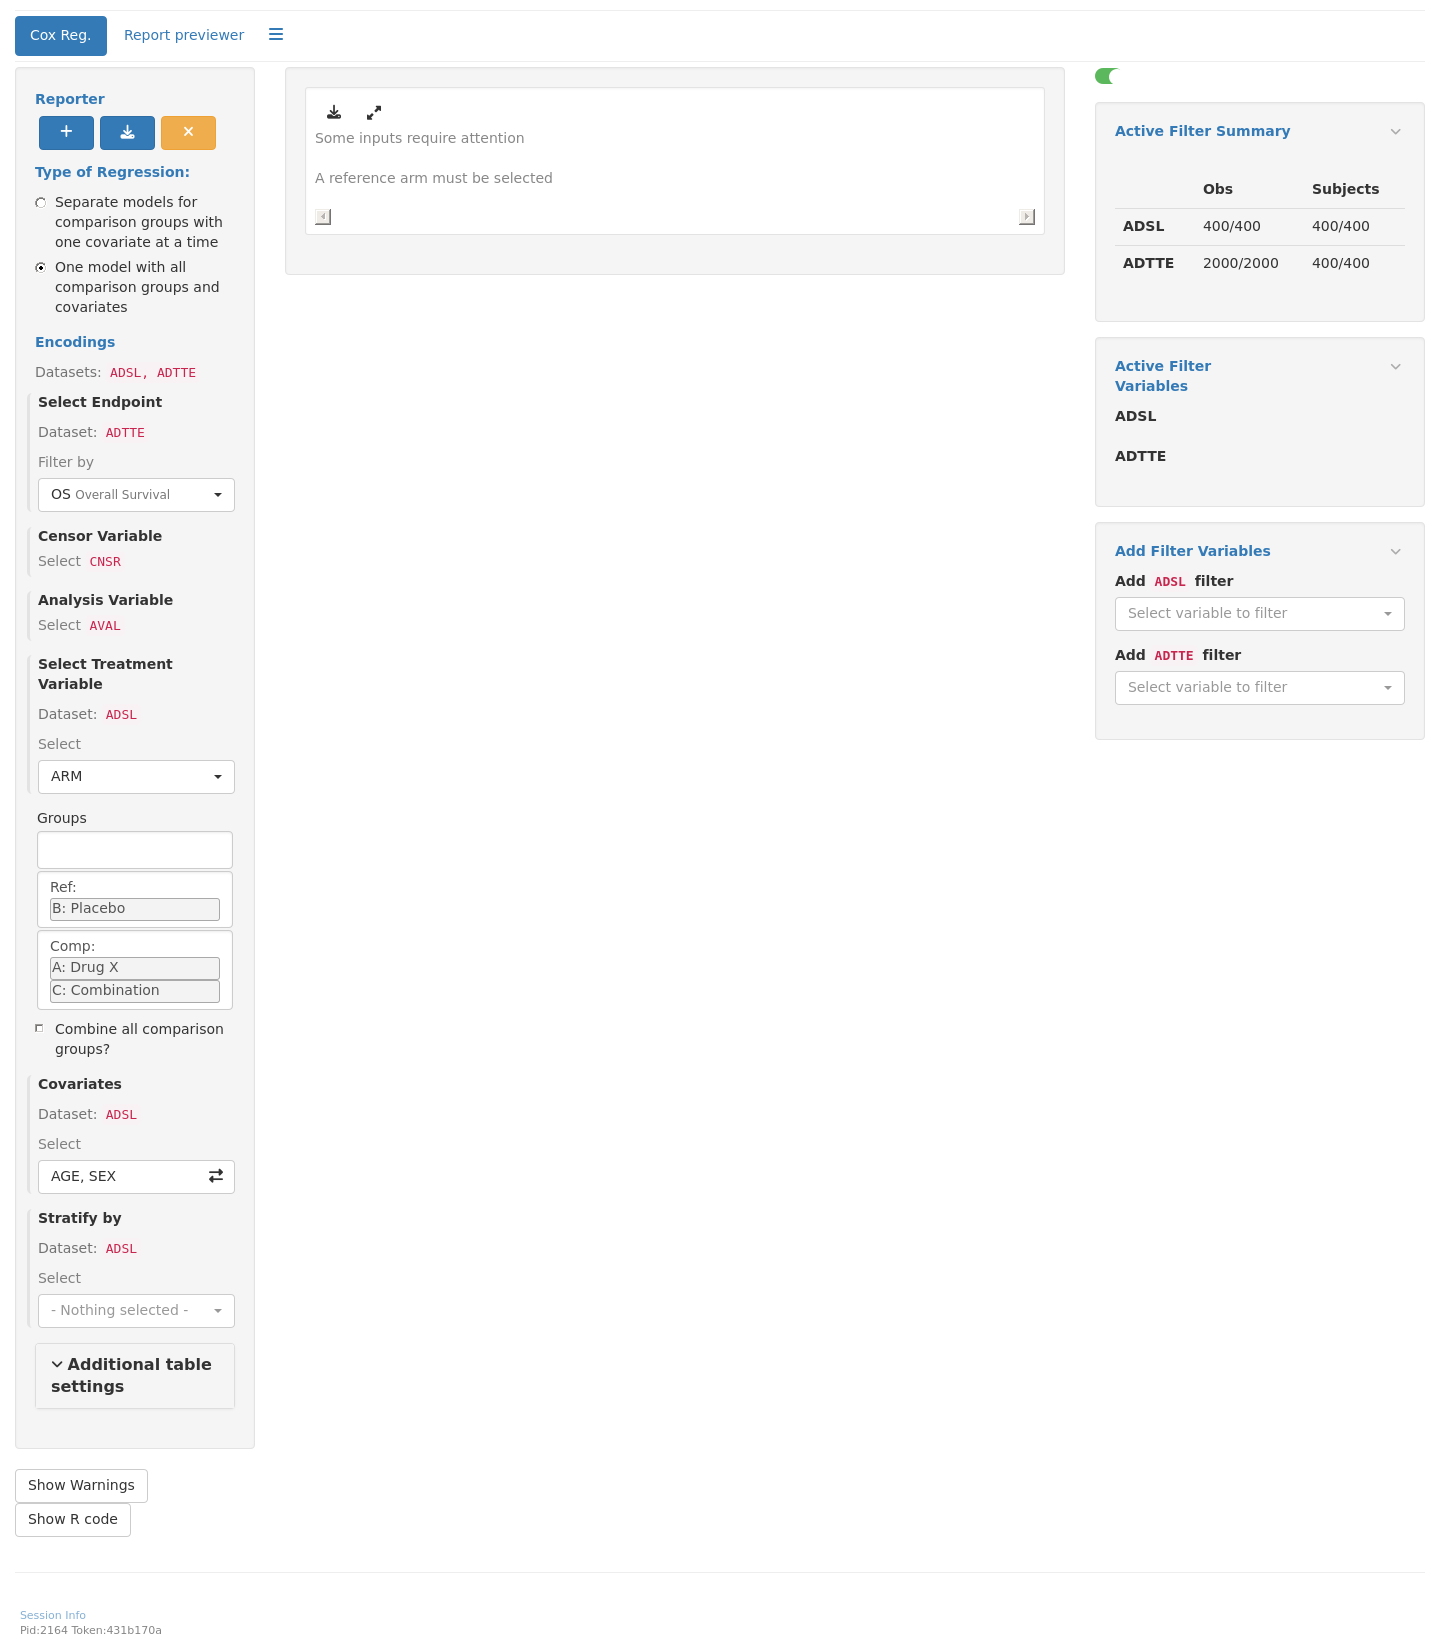 Cox Reg.
Report previewer
Reporter
Type of Regression:
Separate models for
comparison groups with
one covariate at a time
One model with all
comparison groups and
covariates
Encodings
Datasets: ADSL, ADTTE
Select Endpoint
Dataset: ADTTE
Filter by
OS Overall Survival
Censor Variable
Select CNSR
Analysis Variable
Select AVAL
Select Treatment
Variable
Dataset: ADSL
Select
ARM
Groups
Ref:
B: Placebo
Comp:
A: Drug X
C: Combination
Combine all comparison
groups?
Covariates
Dataset: ADSL
Select
AGE, SEX
Stratify by
Dataset: ADSL
Select
- Nothing selected -
Additional table
settings
Show Warnings
Show R code
Some inputs require attention
A reference arm must be selected
Active Filter Summary
Obs Subjects
ADSL 400/400 400/400
ADTTE 2000/2000 400/400
Active Filter
Variables
ADSL
ADTTE
Add Filter Variables
Add ADSL filter
Select variable to filter
Add ADTTE filter
Select variable to filter
Session Info
Pid:2164 Token:431b170a